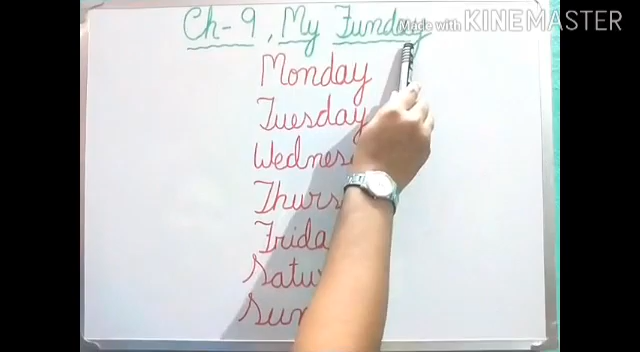 Ch-9, My Funday
Made with KINEMASTER
Monday
Tuesday
Wednes
Thurs
Frida
Satu
Sun